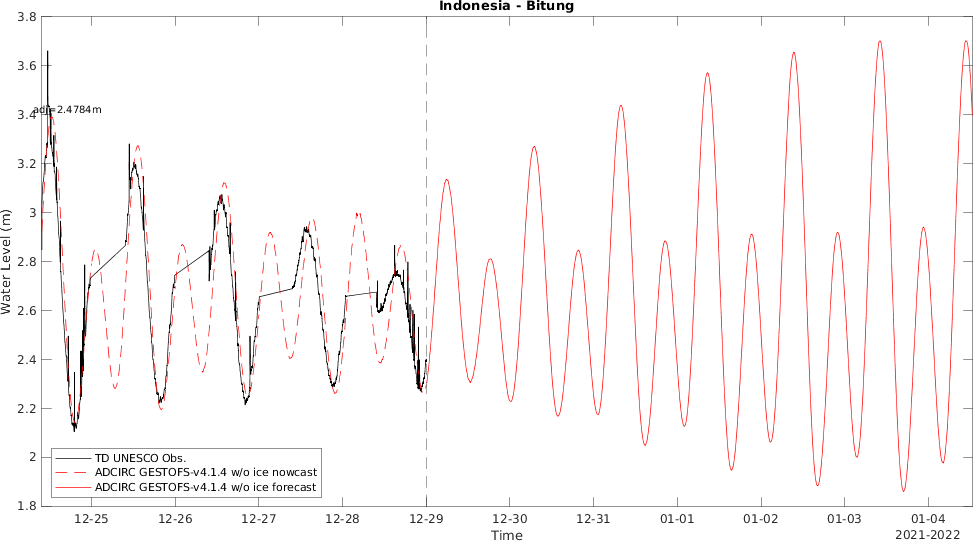 Indonesia - Bitung
3.8
3.6
3.4
3.2
3
2.8
2.6
2.4
2.2
2
1.8
Water Level (m)
adj=2.4784m
TD UNESCO Obs.
ADCIRC GESTOFS-v4.1.4 w/o ice nowcast
ADCIRC GESTOFS-v4.1.4 w/o ice forecast
12-25 12-26 12-27 12-28 12-29 12-30 12-31 01-01 01-02 01-03 01-04
Time
2021-2022